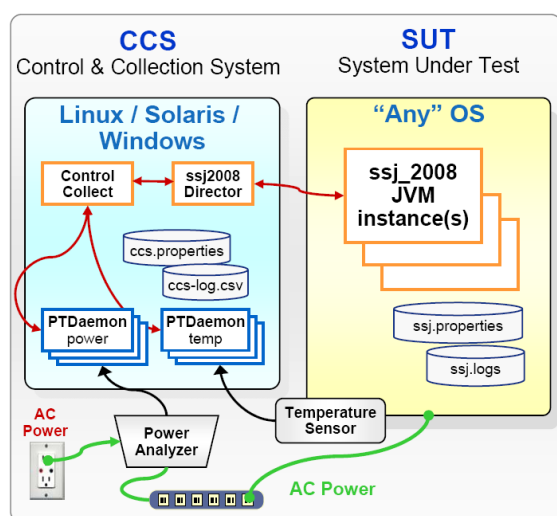 CCS
Control & Collection System
SUT
System Under Test
Linux / Solaris /
Windows
Control
Collect
ssj2008
Director
ccs.properties
ccs-log.csv
PTDaemon
power
PTDaemon
temp
“Any” OS
ssj_2008
JVM
instance(s)
ssj.properties
ssj.logs
AC
Power
Power
Analyzer
Temperature
Sensor
AC Power